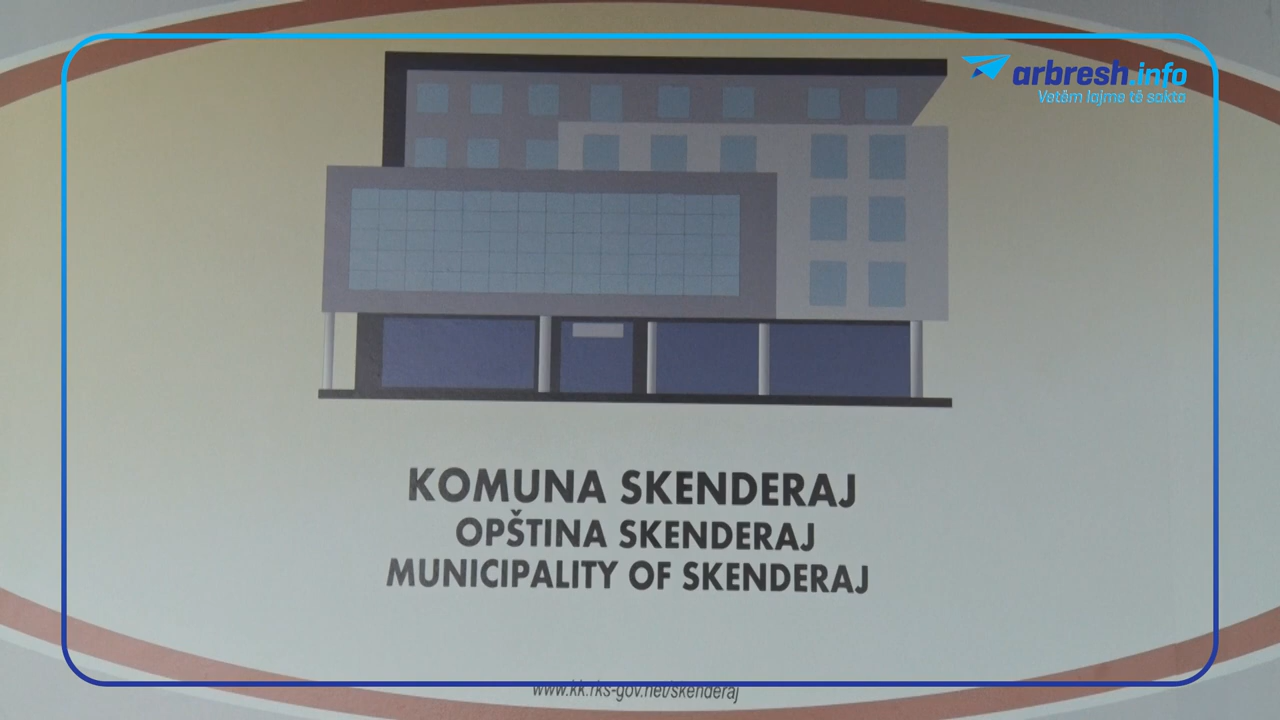 arbresh.info
Vetëm lajme të sakta
KOMUNA SKENDERAJ
OPŠTINA SKENDERAJ
MUNICIPALITY OF SKENDERAJ
www.kk.rks-gov.net/skenderaj